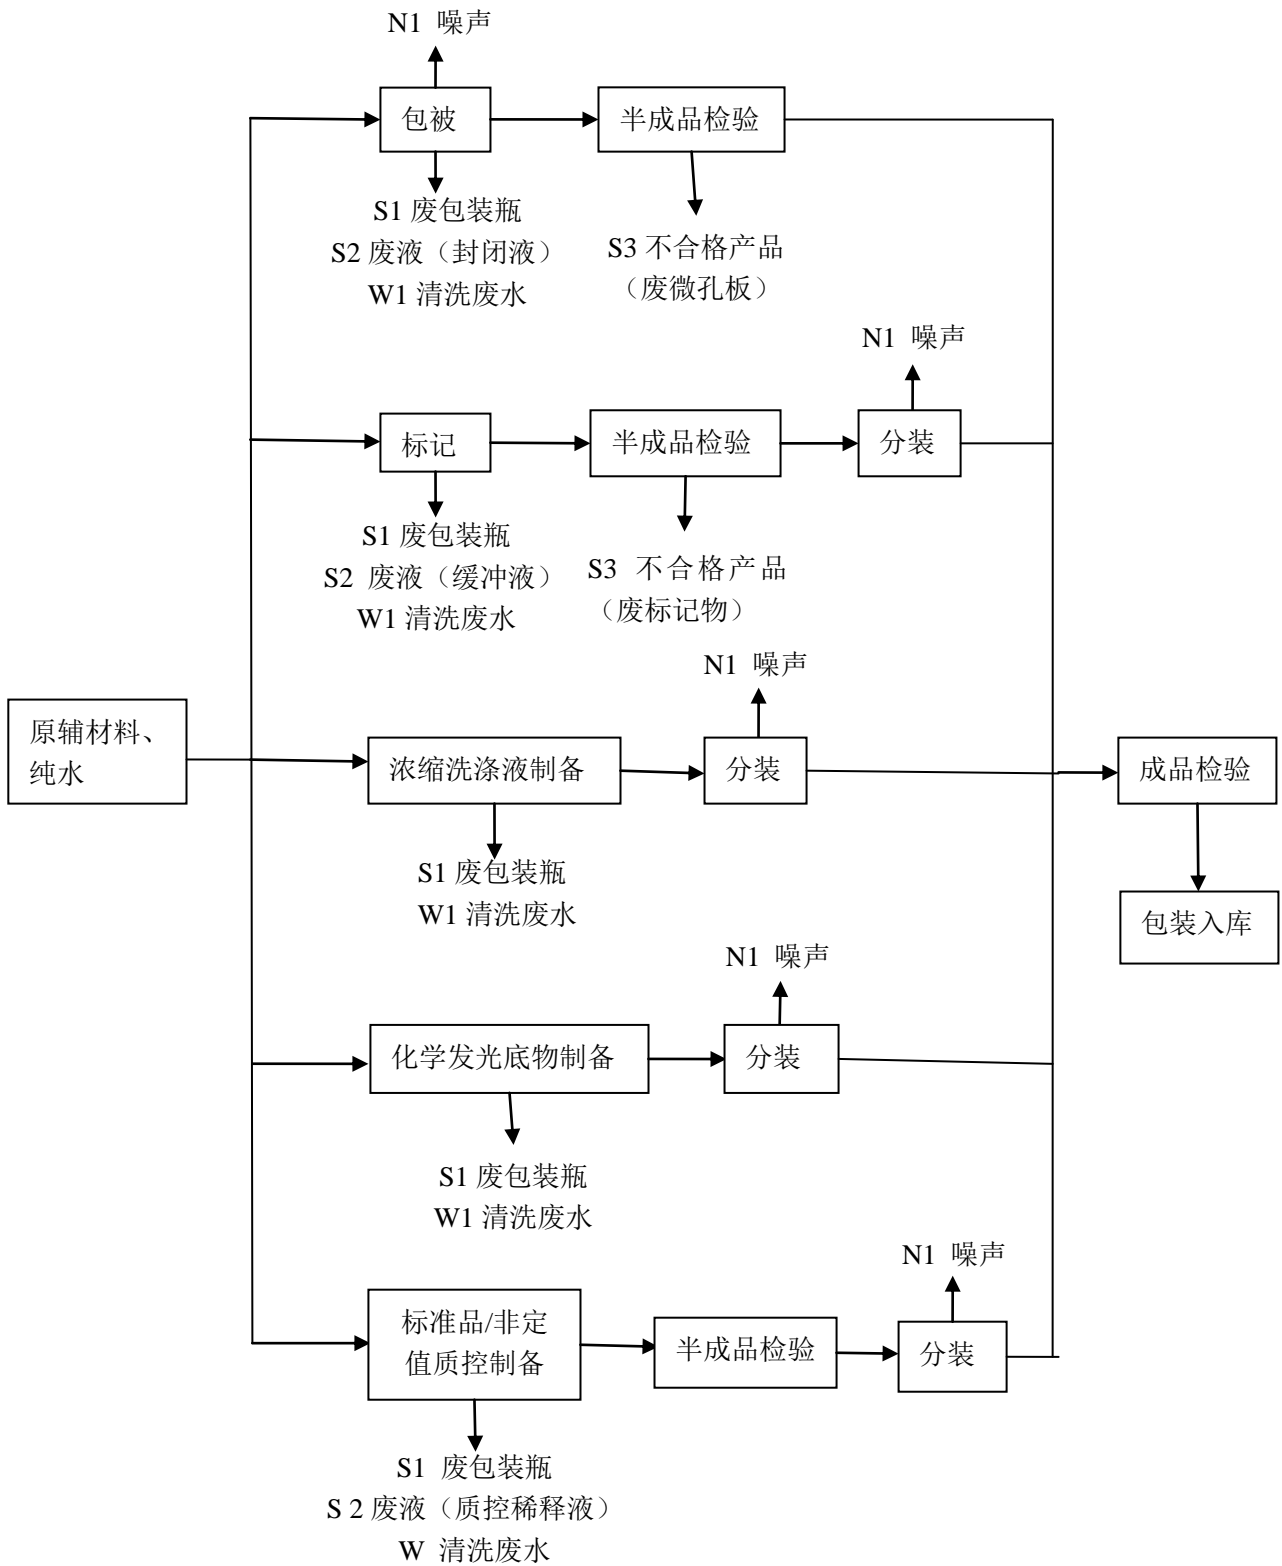 N1 噪声
包被
半成品检验
S1 废包装瓶
S2 废液（封闭液）
W1 清洗废水
S3 不合格产品
（废微孔板）
N1 噪声
标记
半成品检验
分装
S1 废包装瓶
S2 废液（缓冲液）
W1 清洗废水
S3 不合格产品
（废标记物）
N1 噪声
原辅材料、
纯水
浓缩洗涤液制备
分装
成品检验
S1 废包装瓶
W1 清洗废水
包装入库
N1 噪声
化学发光底物制备
分装
S1 废包装瓶
W1 清洗废水
N1 噪声
标准品/非定
值质控制备
半成品检验
分装
S1 废包装瓶
S 2 废液（质控稀释液）
W 清洗废水